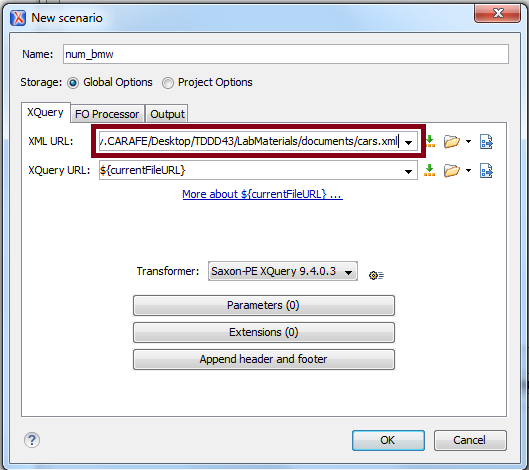 New scenario
Name: num_bmw
Storage: Global Options Project Options
XQuery FO Processor Output
XML URL: .CARAFE/Desktop/TDDD43/LabMaterials/documents/cars.xml
XQuery URL: ${currentFileURL}
More about ${currentFileURL} ...
Transformer: Saxon-PE XQuery 9.4.0.3
Parameters (0)
Extensions (0)
Append header and footer
? OK Cancel